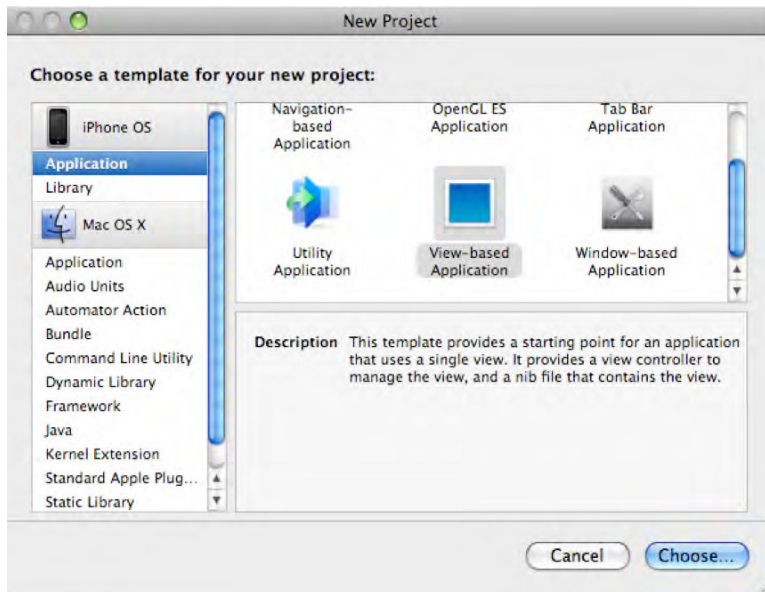 New Project
Choose a template for your new project:
iPhone OS
Application
Library
Mac OS X
Application
Audio Units
Automator Action
Bundle
Command Line Utility
Dynamic Library
Framework
Java
Kernel Extension
Standard Apple Plug...
Static Library
Navigation-
based
Application
OpenGL ES
Application
Tab Bar
Application
Utility
Application
View-based
Application
Window-based
Application
Description This template provides a starting point for an application
that uses a single view. It provides a view controller to
manage the view, and a nib file that contains the view.
Cancel
Choose...